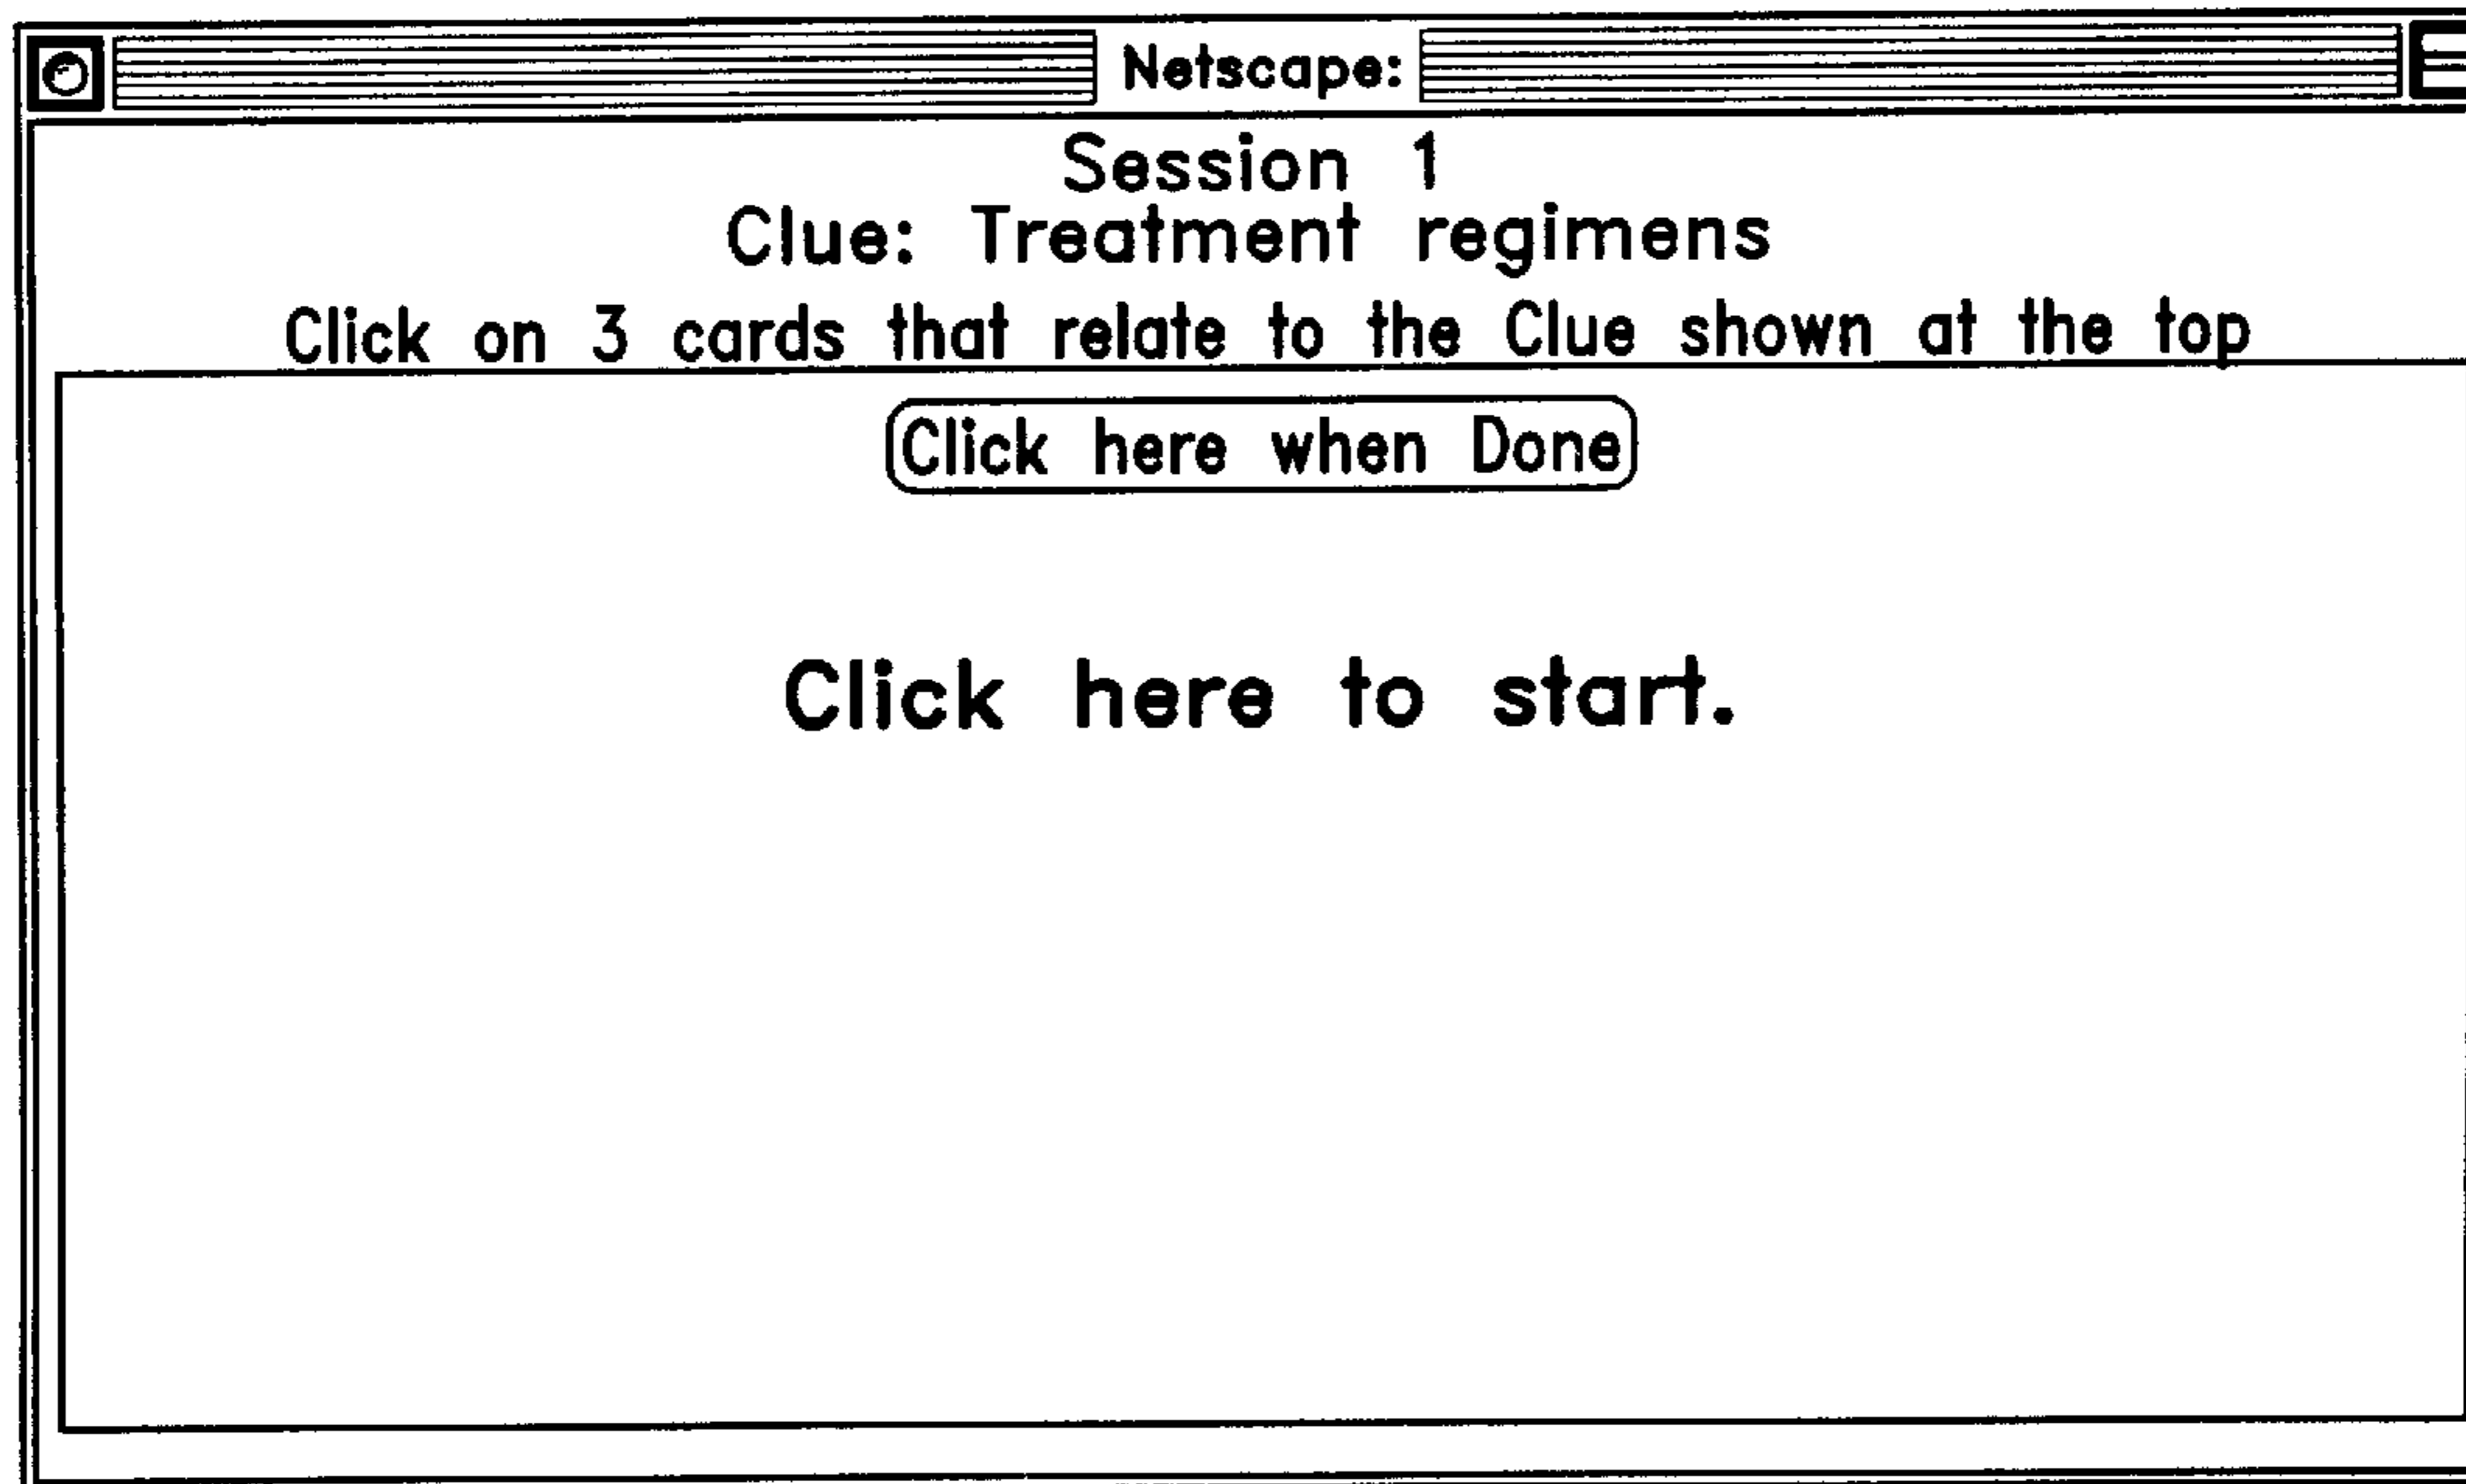 Netscape:
Session 1
Clue: Treatment regimens
Click on 3 cards that relate to the Clue shown at the top
Click here when Done
Click here to start.